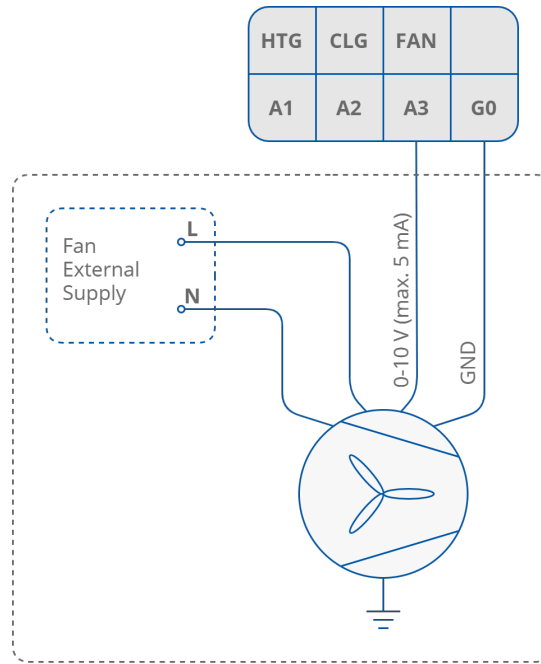 HTG CLG FAN
A1 A2 A3 G0
L
Fan
External
Supply
N
0-10 V (max. 5 mA)
GND